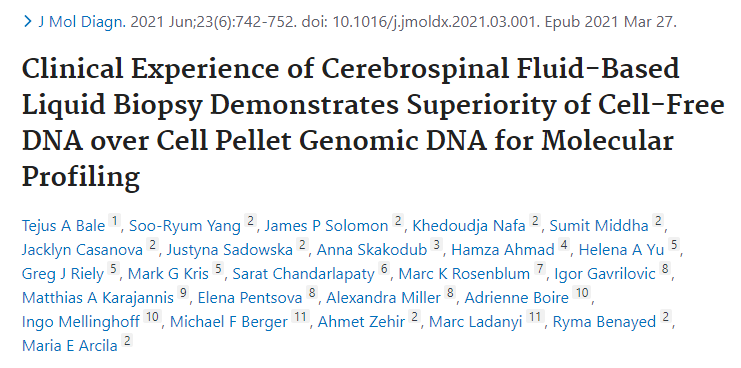 J Mol Diagn. 2021 Jun;23(6):742-752. doi: 10.1016/j.jmoldx.2021.03.001. Epub 2021 Mar 27.
Clinical Experience of Cerebrospinal Fluid-Based
Liquid Biopsy Demonstrates Superiority of Cell-Free
DNA over Cell Pellet Genomic DNA for Molecular
Profiling
Tejus A Bale 1, Soo-Ryum Yang 2, James P Solomon 2, Khedoudja Nafa 2, Sumit Middha 2,
Jacklyn Casanova 2, Justyna Sadowska 2, Anna Skakodub 3, Hamza Ahmad 4, Helena A Yu 5,
Greg J Riely 5, Mark G Kris 5, Sarat Chandarlapaty 6, Marc K Rosenblum 7, Igor Gavrilovic 8,
Matthias A Karajannis 9, Elena Pentsova 8, Alexandra Miller 8, Adrienne Boire 10,
Ingo Mellinghoff 10, Michael F Berger 11, Ahmet Zehir 2, Marc Ladanyi 11, Ryma Benayed 2,
Maria E Arcila 2